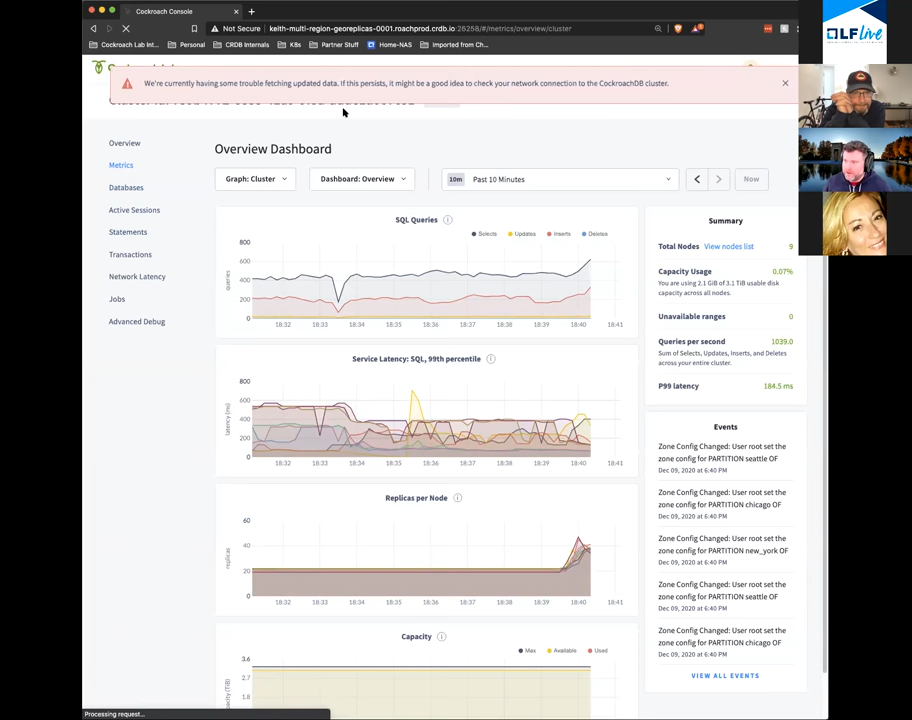 Cockroach Console
Not Secure keith-multi-region-georeplicas-0001.roachprod.crdb.io:26258/#/metrics/overview/cluster
Cockroach Lab Int... Personal CRDB Internals K8s Partner Stuff Home-NAS Imported from Ch...
We're currently having some trouble fetching updated data. If this persists, it might be a good idea to check your network connection to the CockroachDB cluster.
Overview
Metrics
Databases
Active Sessions
Statements
Transactions
Network Latency
Jobs
Advanced Debug
Overview Dashboard
Graph: Cluster Dashboard: Overview 10m Past 10 Minutes Now
SQL Queries
Selects Updates Inserts Deletes
queries
800
600
400
200
0
18:32 18:33 18:34 18:35 18:36 18:37 18:38 18:39 18:40 18:41
Service Latency: SQL, 99th percentile
latency (ms)
800
600
400
200
0
18:32 18:33 18:34 18:35 18:36 18:37 18:38 18:39 18:40 18:41
Replicas per Node
replicas
60
40
20
0
18:32 18:33 18:34 18:35 18:36 18:37 18:38 18:39 18:40 18:41
Capacity
Max Available Used
capacity (TiB)
3.6
2.7
1.8
Summary
Total Nodes View nodes list 9
Capacity Usage 0.07%
You are using 2.1 GiB of 3.1 TiB usable disk
capacity across all nodes.
Unavailable ranges 0
Queries per second 1039.0
Sum of Selects, Updates, Inserts, and Deletes
across your entire cluster.
P99 latency 184.5 ms
Events
Zone Config Changed: User root set the
zone config for PARTITION seattle OF
Dec 09, 2020 at 6:40 PM
Zone Config Changed: User root set the
zone config for PARTITION chicago OF
Dec 09, 2020 at 6:40 PM
Zone Config Changed: User root set the
zone config for PARTITION new_york OF
Dec 09, 2020 at 6:40 PM
Zone Config Changed: User root set the
zone config for PARTITION seattle OF
Dec 09, 2020 at 6:40 PM
Zone Config Changed: User root set the
zone config for PARTITION chicago OF
Dec 09, 2020 at 6:40 PM
VIEW ALL EVENTS
Processing request...
LF live